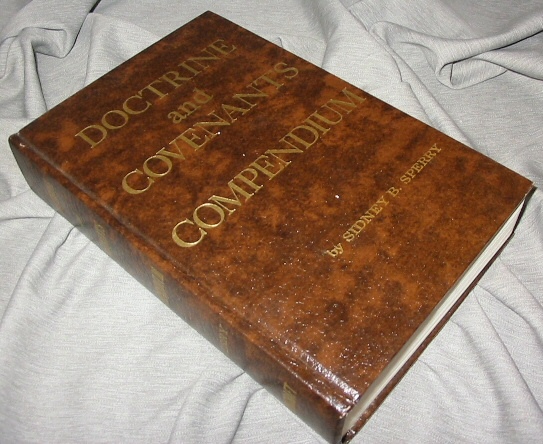 DOCTRINE
and
COVENANTS
COMPENDIUM
by SIDNEY B. SPERRY